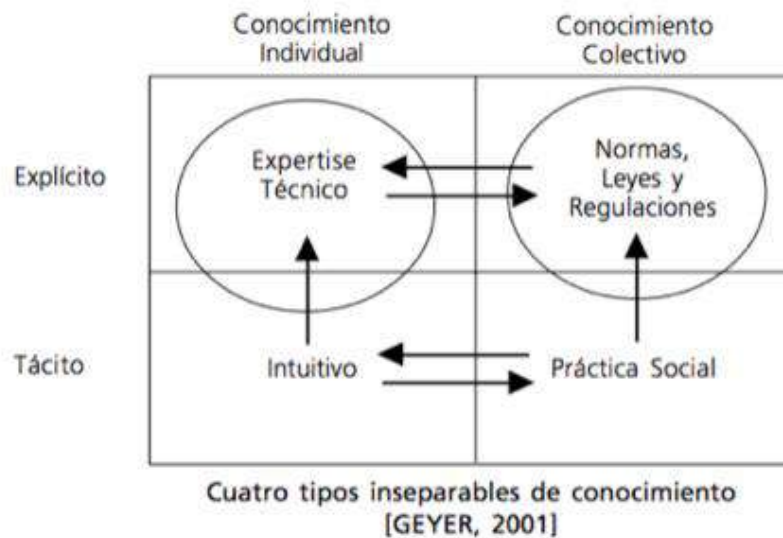 Conocimiento
Individual
Conocimiento
Colectivo
Explícito
Expertise
Técnico
Normas,
Leyes y
Regulaciones
Tácito
Intuitivo
Práctica Social
Cuatro tipos inseparables de conocimiento
[GEYER, 2001]